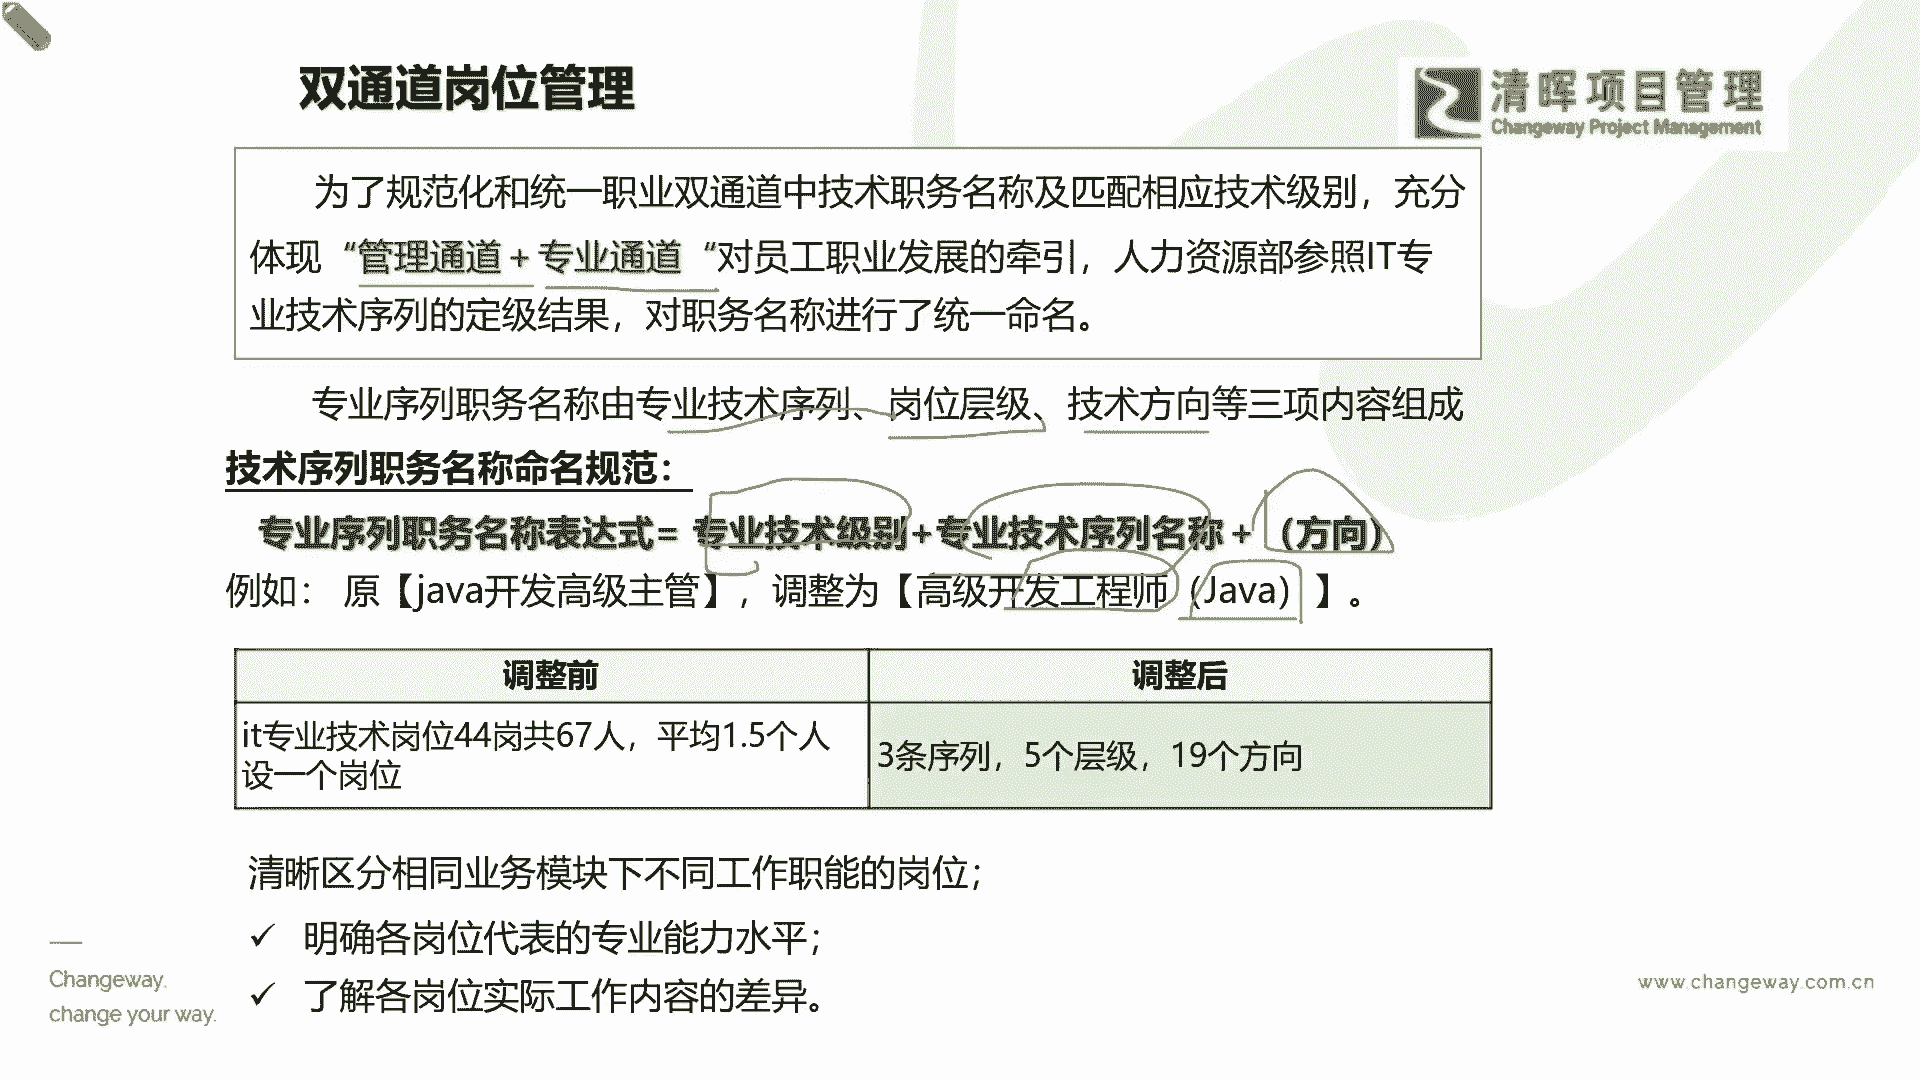 双通道岗位管理
清晖项目管理
Changeway Project Management
为了规范化和统一职业双通道中技术职务名称及匹配相应技术级别，充分
体现“管理通道+专业通道“对员工职业发展的牵引，人力资源部参照IT专
业技术序列的定级结果，对职务名称进行了统一命名。
专业序列职务名称由专业技术序列、岗位层级、技术方向等三项内容组成
技术序列职务名称命名规范：
专业序列职务名称表达式= 专业技术级别+专业技术序列名称+（方向）
例如： 原【java开发高级主管】，调整为【高级开发工程师（Java）】。
调整前
调整后
it专业技术岗位44岗共67人，平均1.5个人
设一个岗位
3条序列，5个层级，19个方向
清晰区分相同业务模块下不同工作职能的岗位；
✓ 明确各岗位代表的专业能力水平；
✓ 了解各岗位实际工作内容的差异。
Changeway.
change your way.
www.changeway.com.cn